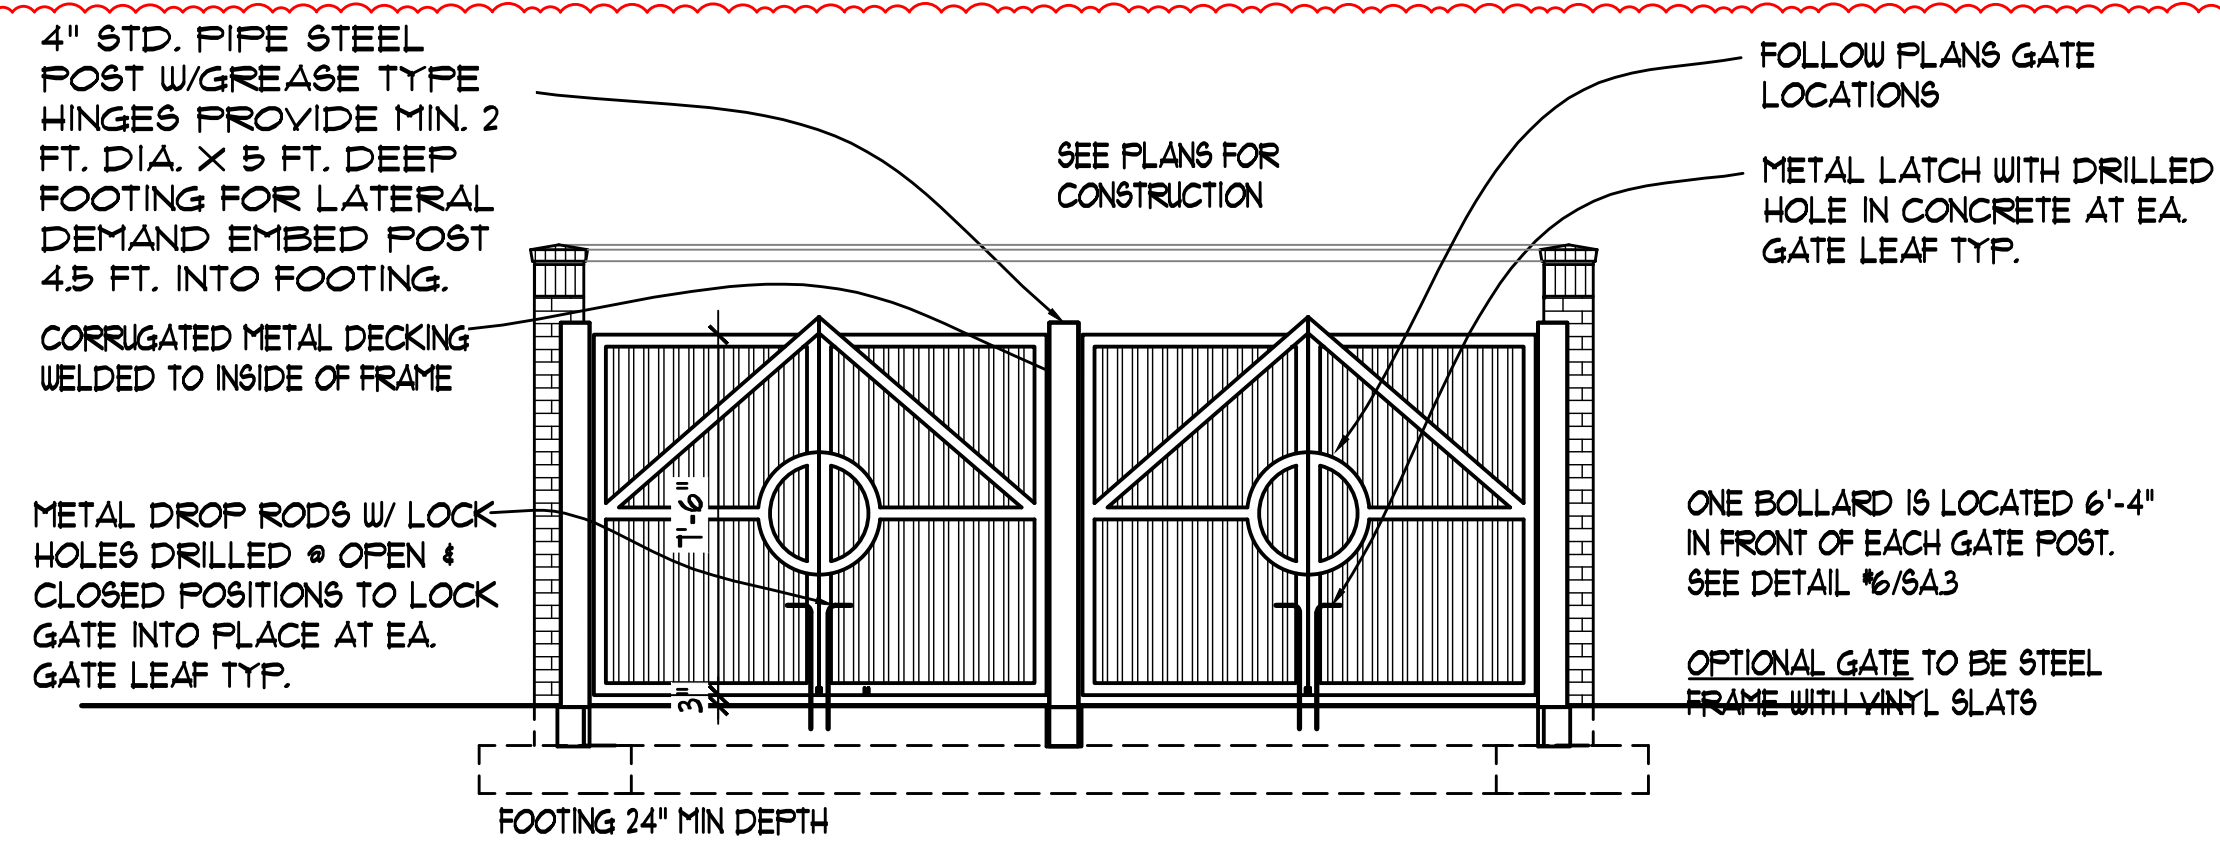 4" STD. PIPE STEEL
POST W/GREASE TYPE
HINGES PROVIDE MIN. 2
FT. DIA. X 5 FT. DEEP
FOOTING FOR LATERAL
DEMAND EMBED POST
4.5 FT. INTO FOOTING.
CORRUGATED METAL DECKING
WELDED TO INSIDE OF FRAME
METAL DROP RODS W/ LOCK
HOLES DRILLED @ OPEN &
CLOSED POSITIONS TO LOCK
GATE INTO PLACE AT EA.
GATE LEAF TYP.
SEE PLANS FOR
CONSTRUCTION
7'-6"
3"
FOOTING 24" MIN DEPTH
FOLLOW PLANS GATE
LOCATIONS
METAL LATCH WITH DRILLED
HOLE IN CONCRETE AT EA.
GATE LEAF TYP.
ONE BOLLARD IS LOCATED 6'-4"
IN FRONT OF EACH GATE POST.
SEE DETAIL #6/SA.3
OPTIONAL GATE TO BE STEEL
FRAME WITH VINYL SLATS